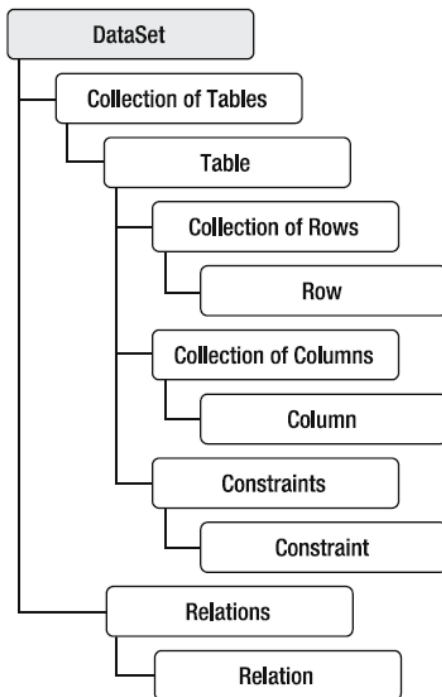 DataSet
Collection of Tables
Table
Collection of Rows
Row
Collection of Columns
Column
Constraints
Constraint
Relations
Relation